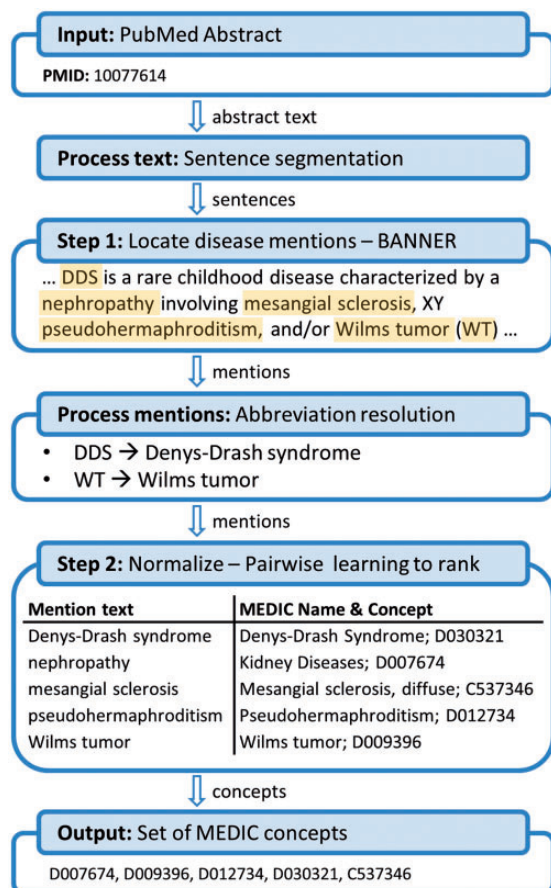 Input: PubMed Abstract
PMID: 10077614
abstract text
Process text: Sentence segmentation
sentences
Step 1: Locate disease mentions – BANNER
... DDS is a rare childhood disease characterized by a
nephropathy involving mesangial sclerosis, XY
pseudohermaphroditism, and/or Wilms tumor (WT) ...
mentions
Process mentions: Abbreviation resolution
• DDS → Denys-Drash syndrome
• WT → Wilms tumor
mentions
Step 2: Normalize – Pairwise learning to rank
Mention text MEDIC Name & Concept
Denys-Drash syndrome Denys-Drash Syndrome; D030321
nephropathy Kidney Diseases; D007674
mesangial sclerosis Mesangial sclerosis, diffuse; C537346
pseudohermaphroditism Pseudohermaphroditism; D012734
Wilms tumor Wilms tumor; D009396
concepts
Output: Set of MEDIC concepts
D007674, D009396, D012734, D030321, C537346